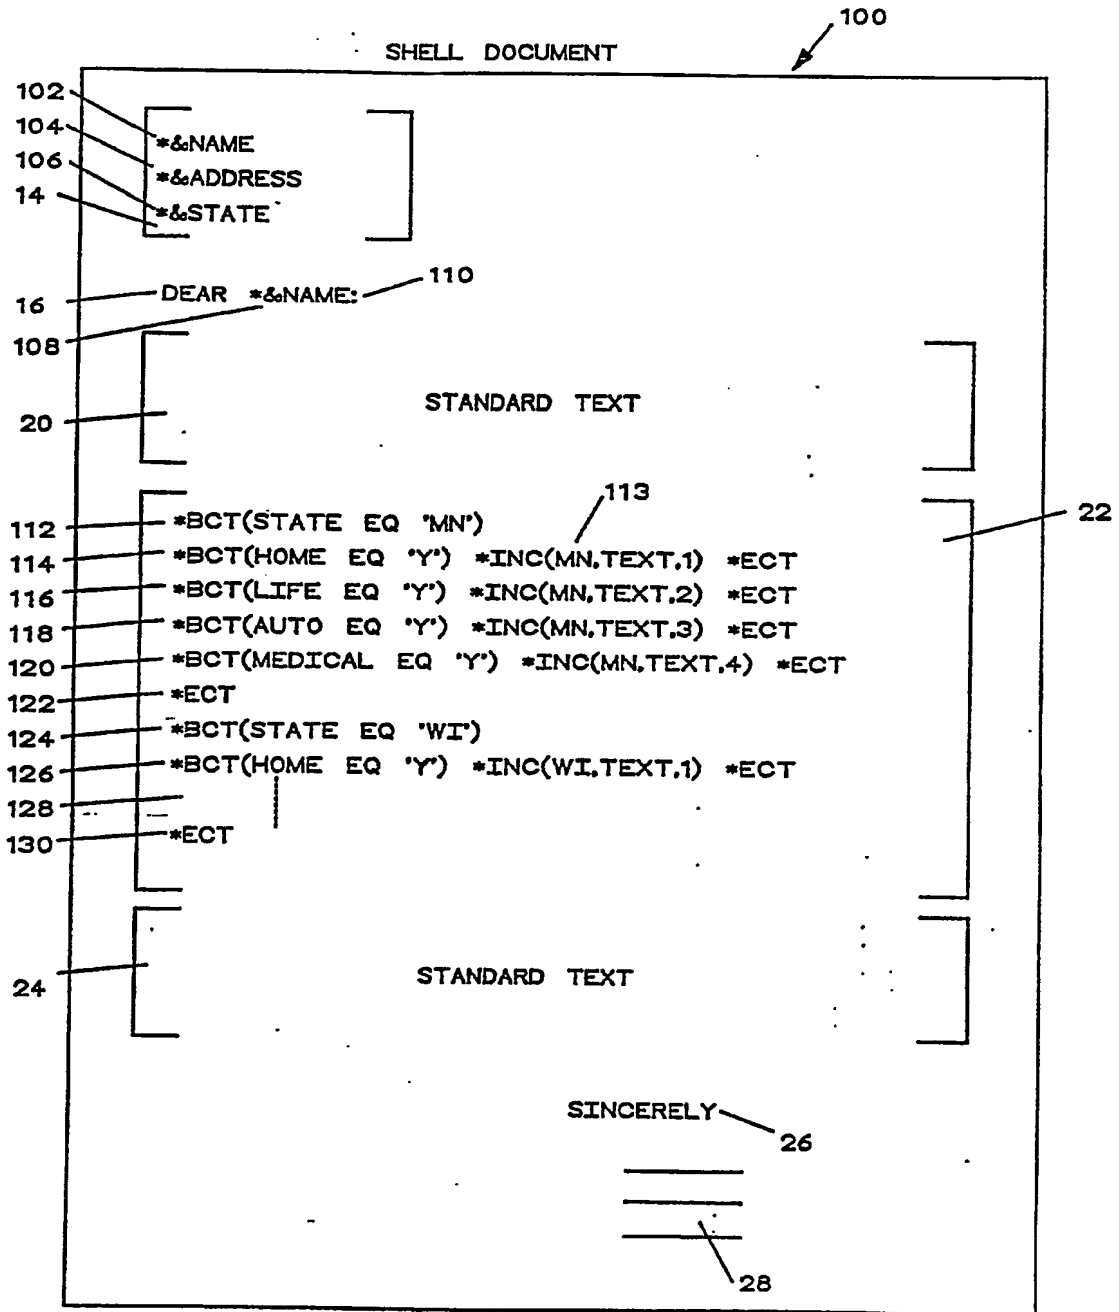 100
SHELL DOCUMENT
102
*&NAME
104
*&ADDRESS
106
*&STATE
14
16 DEAR *&NAME: 110
108
20 STANDARD TEXT
113
22
112 *BCT(STATE EQ 'MN')
114 *BCT(HOME EQ 'Y') *INC(MN.TEXT.1) *ECT
116 *BCT(LIFE EQ 'Y') *INC(MN.TEXT.2) *ECT
118 *BCT(AUTO EQ 'Y') *INC(MN.TEXT.3) *ECT
120 *BCT(MEDICAL EQ 'Y') *INC(MN.TEXT.4) *ECT
122 *ECT
124 *BCT(STATE EQ 'WI')
126 *BCT(HOME EQ 'Y') *INC(WI.TEXT.1) *ECT
128
130 *ECT
24 STANDARD TEXT
SINCERELY 26
28